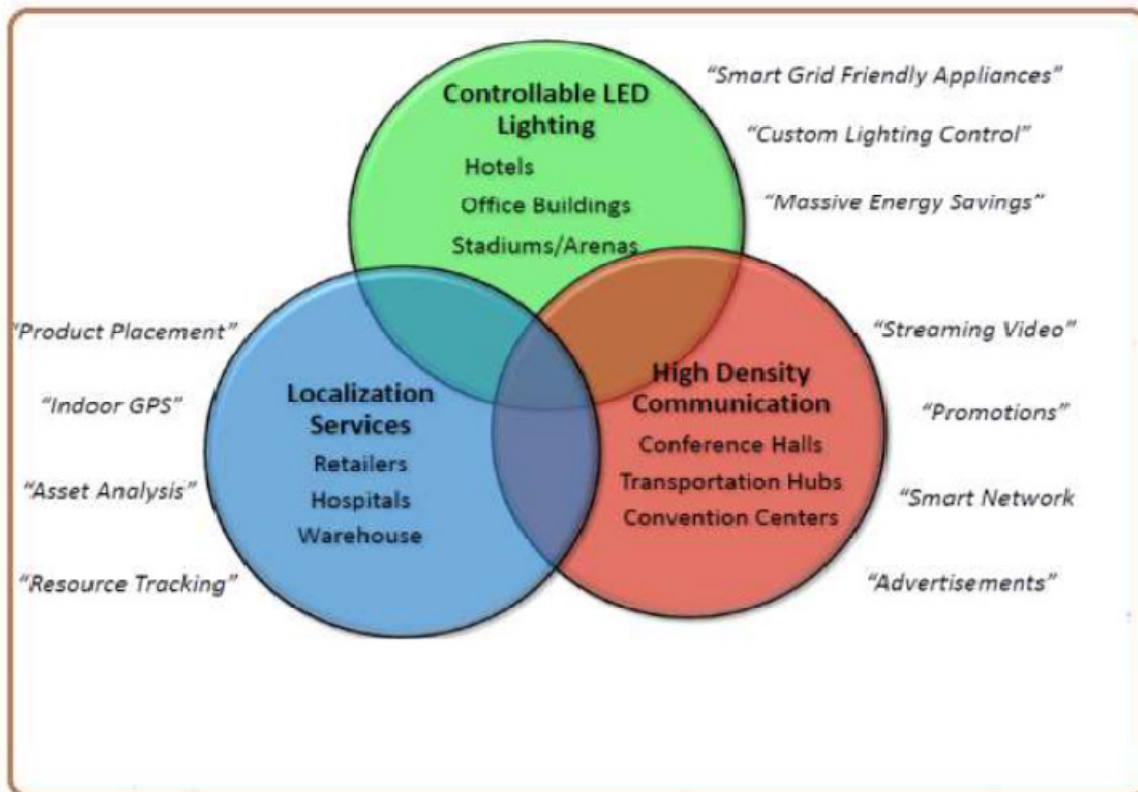 Controllable LED
Lighting
Hotels
Office Buildings
Stadiums/Arenas
“Smart Grid Friendly Appliances”
“Custom Lighting Control”
“Massive Energy Savings”
“Product Placement”
“Indoor GPS”
“Asset Analysis”
“Resource Tracking”
Localization
Services
Retailers
Hospitals
Warehouse
High Density
Communication
Conference Halls
Transportation Hubs
Convention Centers
“Streaming Video”
“Promotions”
“Smart Network
“Advertisements”